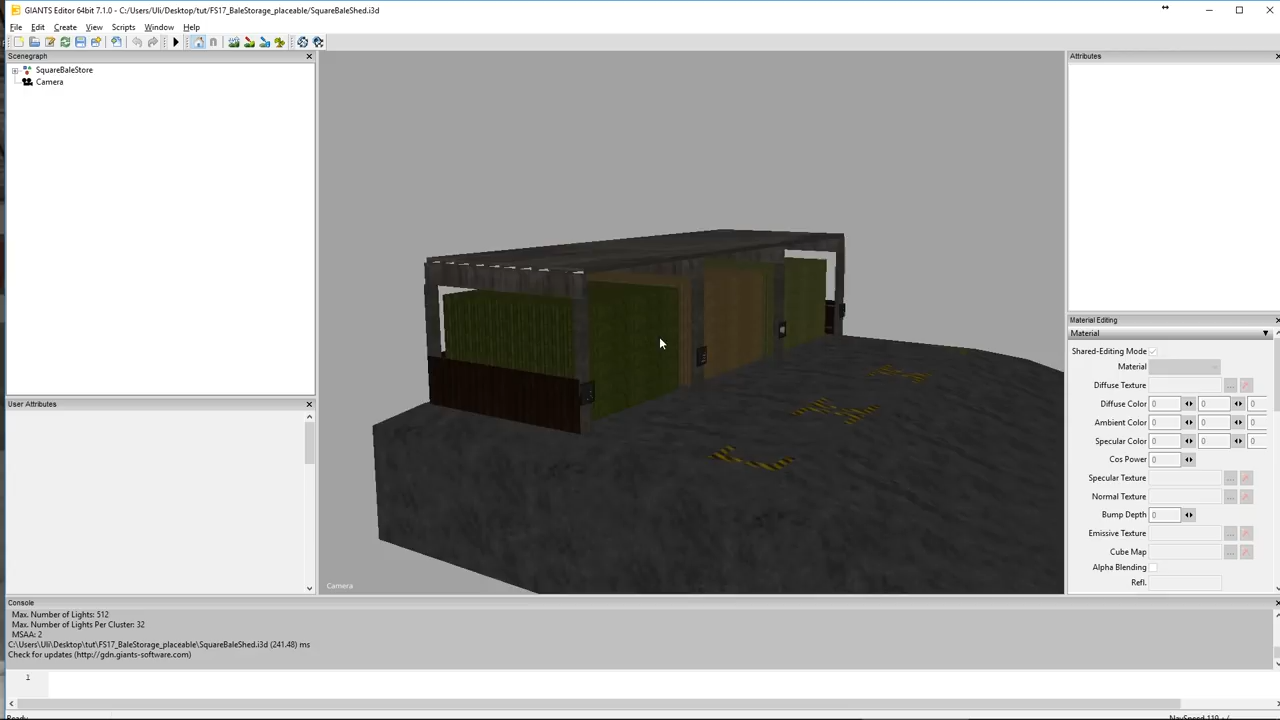 GIANTS Editor 64bit 7.1.0 - C:/Users/Uli/Desktop/tut/FS17_BaleStorage_placeable/SquareBaleShed.i3d
File Edit Create View Scripts Window Help
Scenegraph
SquareBaleStore
Camera
User Attributes
Camera
Attributes
Material Editing
Material
Shared-Editing Mode
Material
Diffuse Texture ...
Diffuse Color 0 0 0
Ambient Color 0 0 0
Specular Color 0 0 0
Cos Power 0
Specular Texture ...
Normal Texture ...
Bump Depth 0
Emissive Texture ...
Cube Map ...
Alpha Blending
Refl.
Console
Max. Number of Lights: 512
Max. Number of Lights Per Cluster: 32
MSAA: 2
C:\Users\Uli\Desktop\tut\FS17_BaleStorage_placeable\SquareBaleShed.i3d (241.48) ms
Check for updates (http://gdn.giants-software.com)
1
Ready